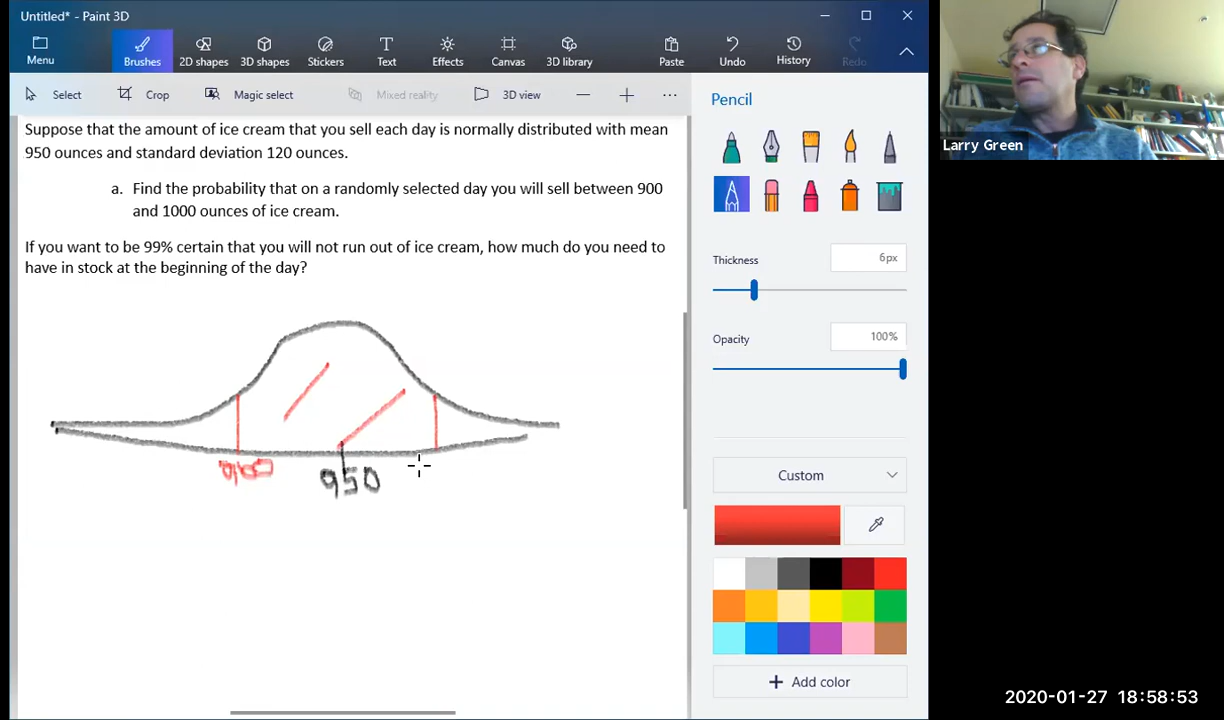 Untitled* - Paint 3D
Menu
Brushes
2D shapes
3D shapes
Stickers
Text
Effects
Canvas
3D library
Paste
Undo
History
Redo
Select
Crop
Magic select
Mixed reality
3D view
Pencil
Larry Green
Suppose that the amount of ice cream that you sell each day is normally distributed with mean
950 ounces and standard deviation 120 ounces.
a. Find the probability that on a randomly selected day you will sell between 900
and 1000 ounces of ice cream.
If you want to be 99% certain that you will not run out of ice cream, how much do you need to
have in stock at the beginning of the day?
Thickness
6px
Opacity
100%
900
950
Custom
Add color
2020-01-27 18:58:53